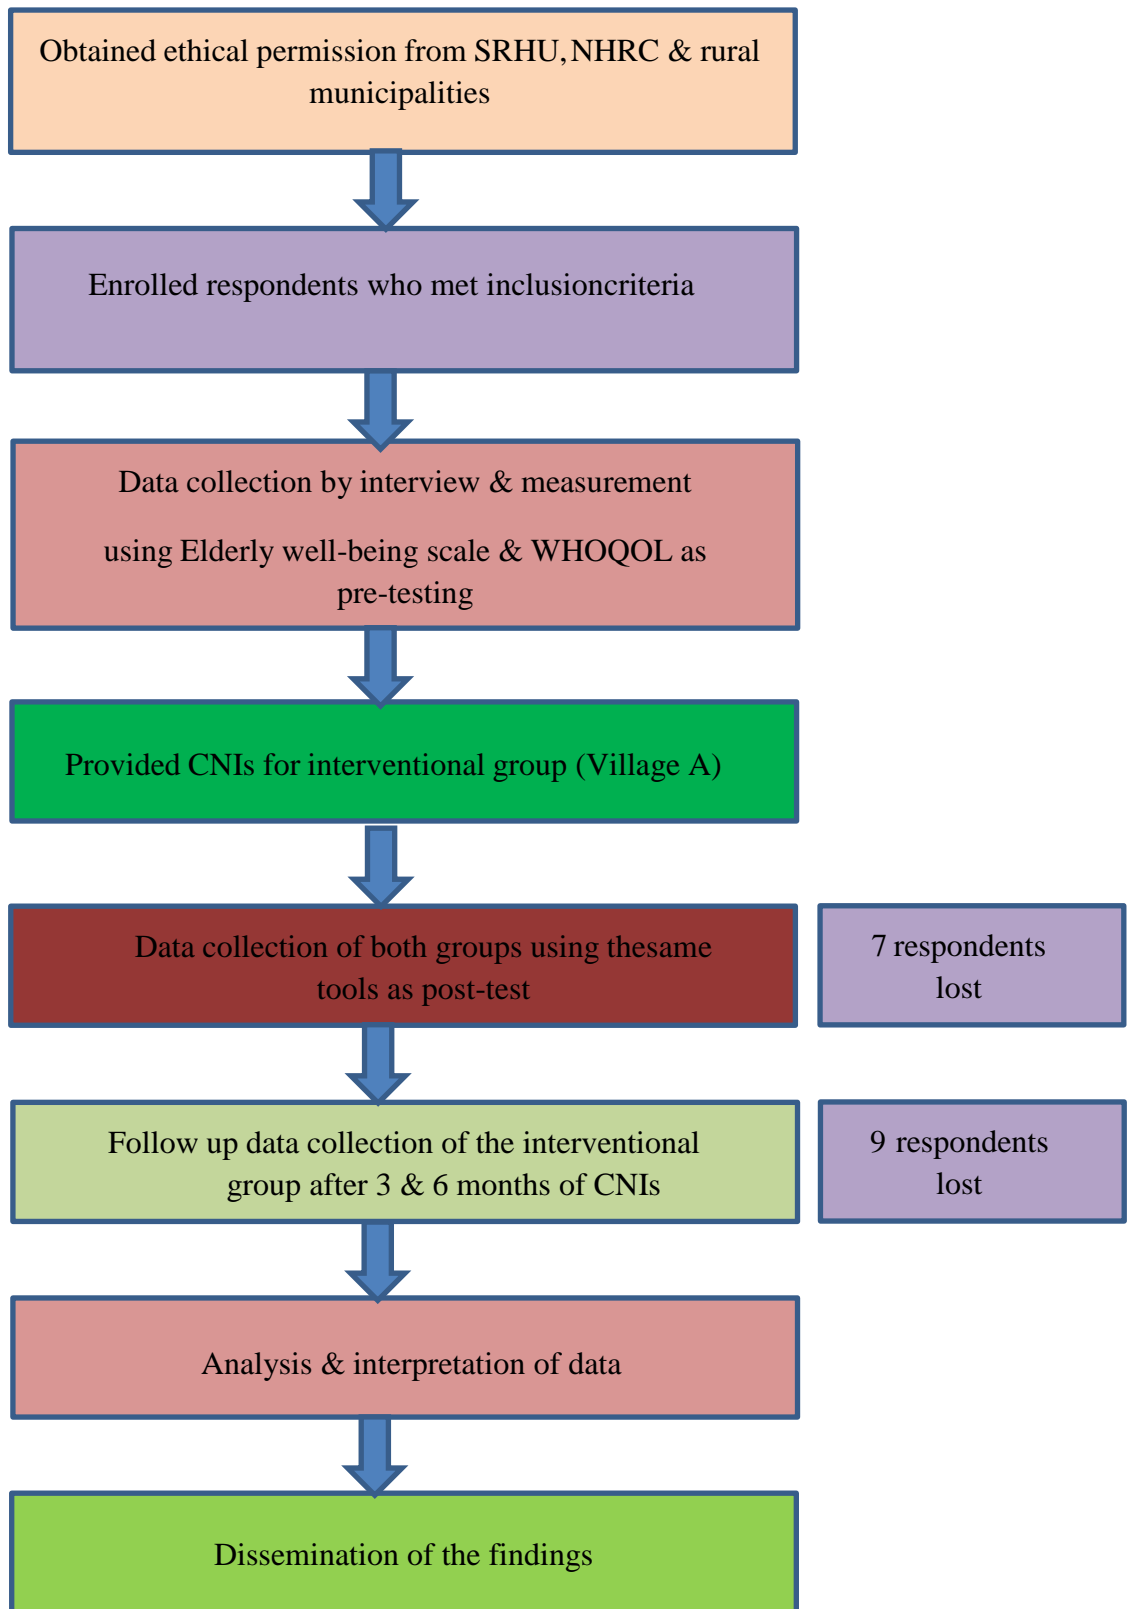 Obtained ethical permission from SRHU, NHRC & rural
municipalities
Enrolled respondents who met inclusioncriteria
Data collection by interview & measurement
using Elderly well-being scale & WHOQOL as
pre-testing
Provided CNIs for interventional group (Village A)
Data collection of both groups using thesame
tools as post-test
7 respondents
lost
Follow up data collection of the interventional
group after 3 & 6 months of CNIs
9 respondents
lost
Analysis & interpretation of data
Dissemination of the findings